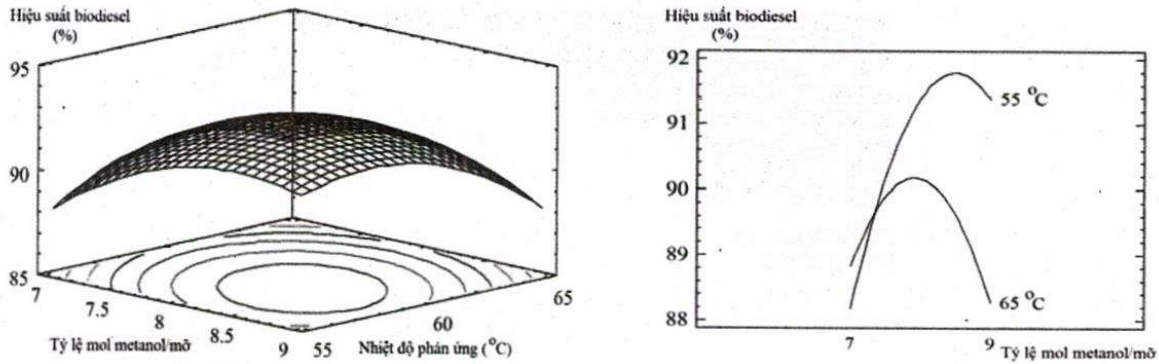 Hiệu suất biodiesel
(%)
95
90
85
7
7.5
8
8.5
9
55
60
65
Tỷ lệ mol metanol/mỡ
Nhiệt độ phản ứng (°C)
Hiệu suất biodiesel
(%)
92
91
90
89
88
55 °C
65 °C
7
9
Tỷ lệ mol metanol/mỡ